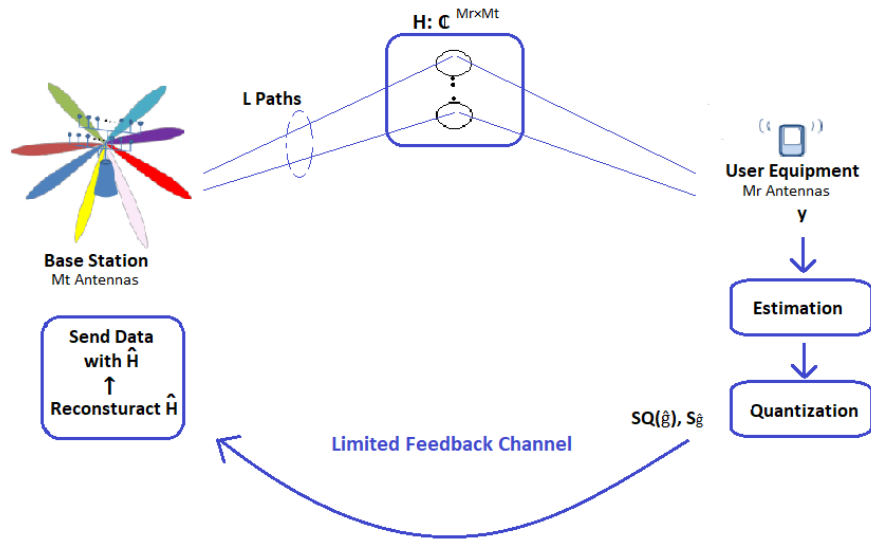 H: ℂ Mr×Mt
L Paths
User Equipment
Mr Antennas
y
Base Station
Mt Antennas
Estimation
Send Data
with Ĥ
↑
Reconsturact Ĥ
Quantization
SQ(ĝ), Sĝ
Limited Feedback Channel